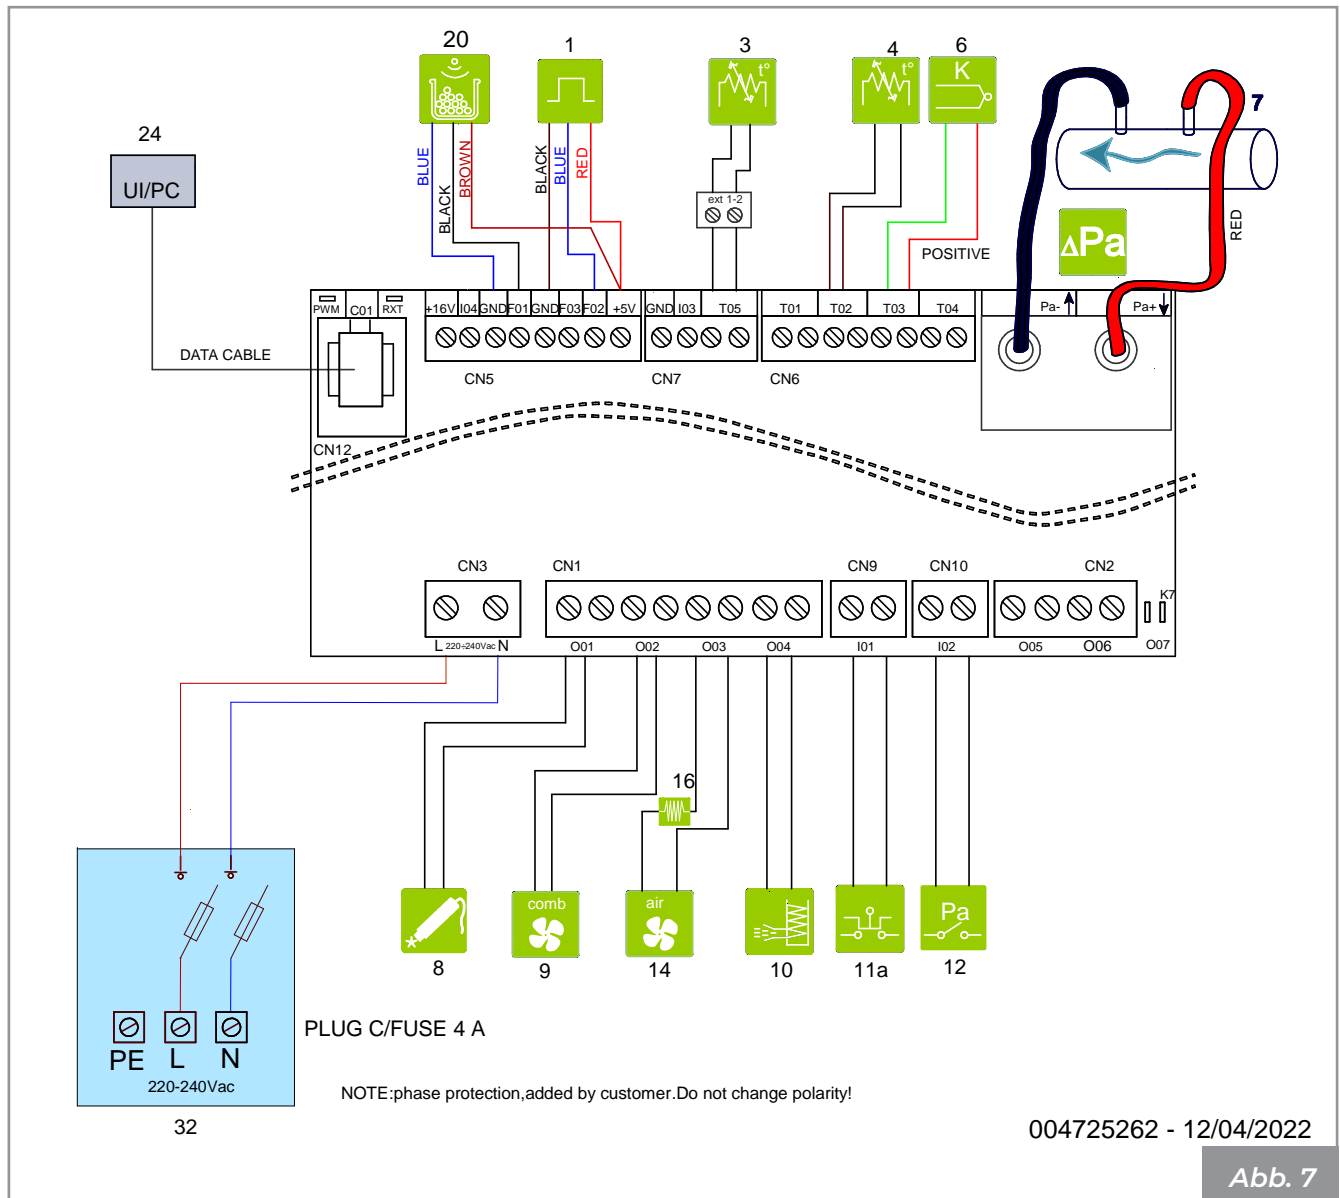 20
1
3
4
6
7
24
UI/PC
K
t°
t°
BLUE
BLACK
BROWN
BLACK
BLUE
RED
ext 1-2
POSITIVE
ΔPa
RED
PWM
C01
RXT
+16V
I04
GND
F01
GND
F03
F02
+5V
GND
I03
T05
T01
T02
T03
T04
Pa-
Pa+
DATA CABLE
CN5
CN7
CN6
CN12
CN3
CN1
CN9
CN10
CN2
K7
L
220÷240Vac
N
O01
O02
O03
O04
I01
I02
O05
O06
O07
16
comb
air
Pa
8
9
14
10
11a
12
PLUG C/FUSE 4 A
PE
L
N
220-240Vac
32
NOTE:phase protection,added by customer.Do not change polarity!
004725262 - 12/04/2022
Abb. 7